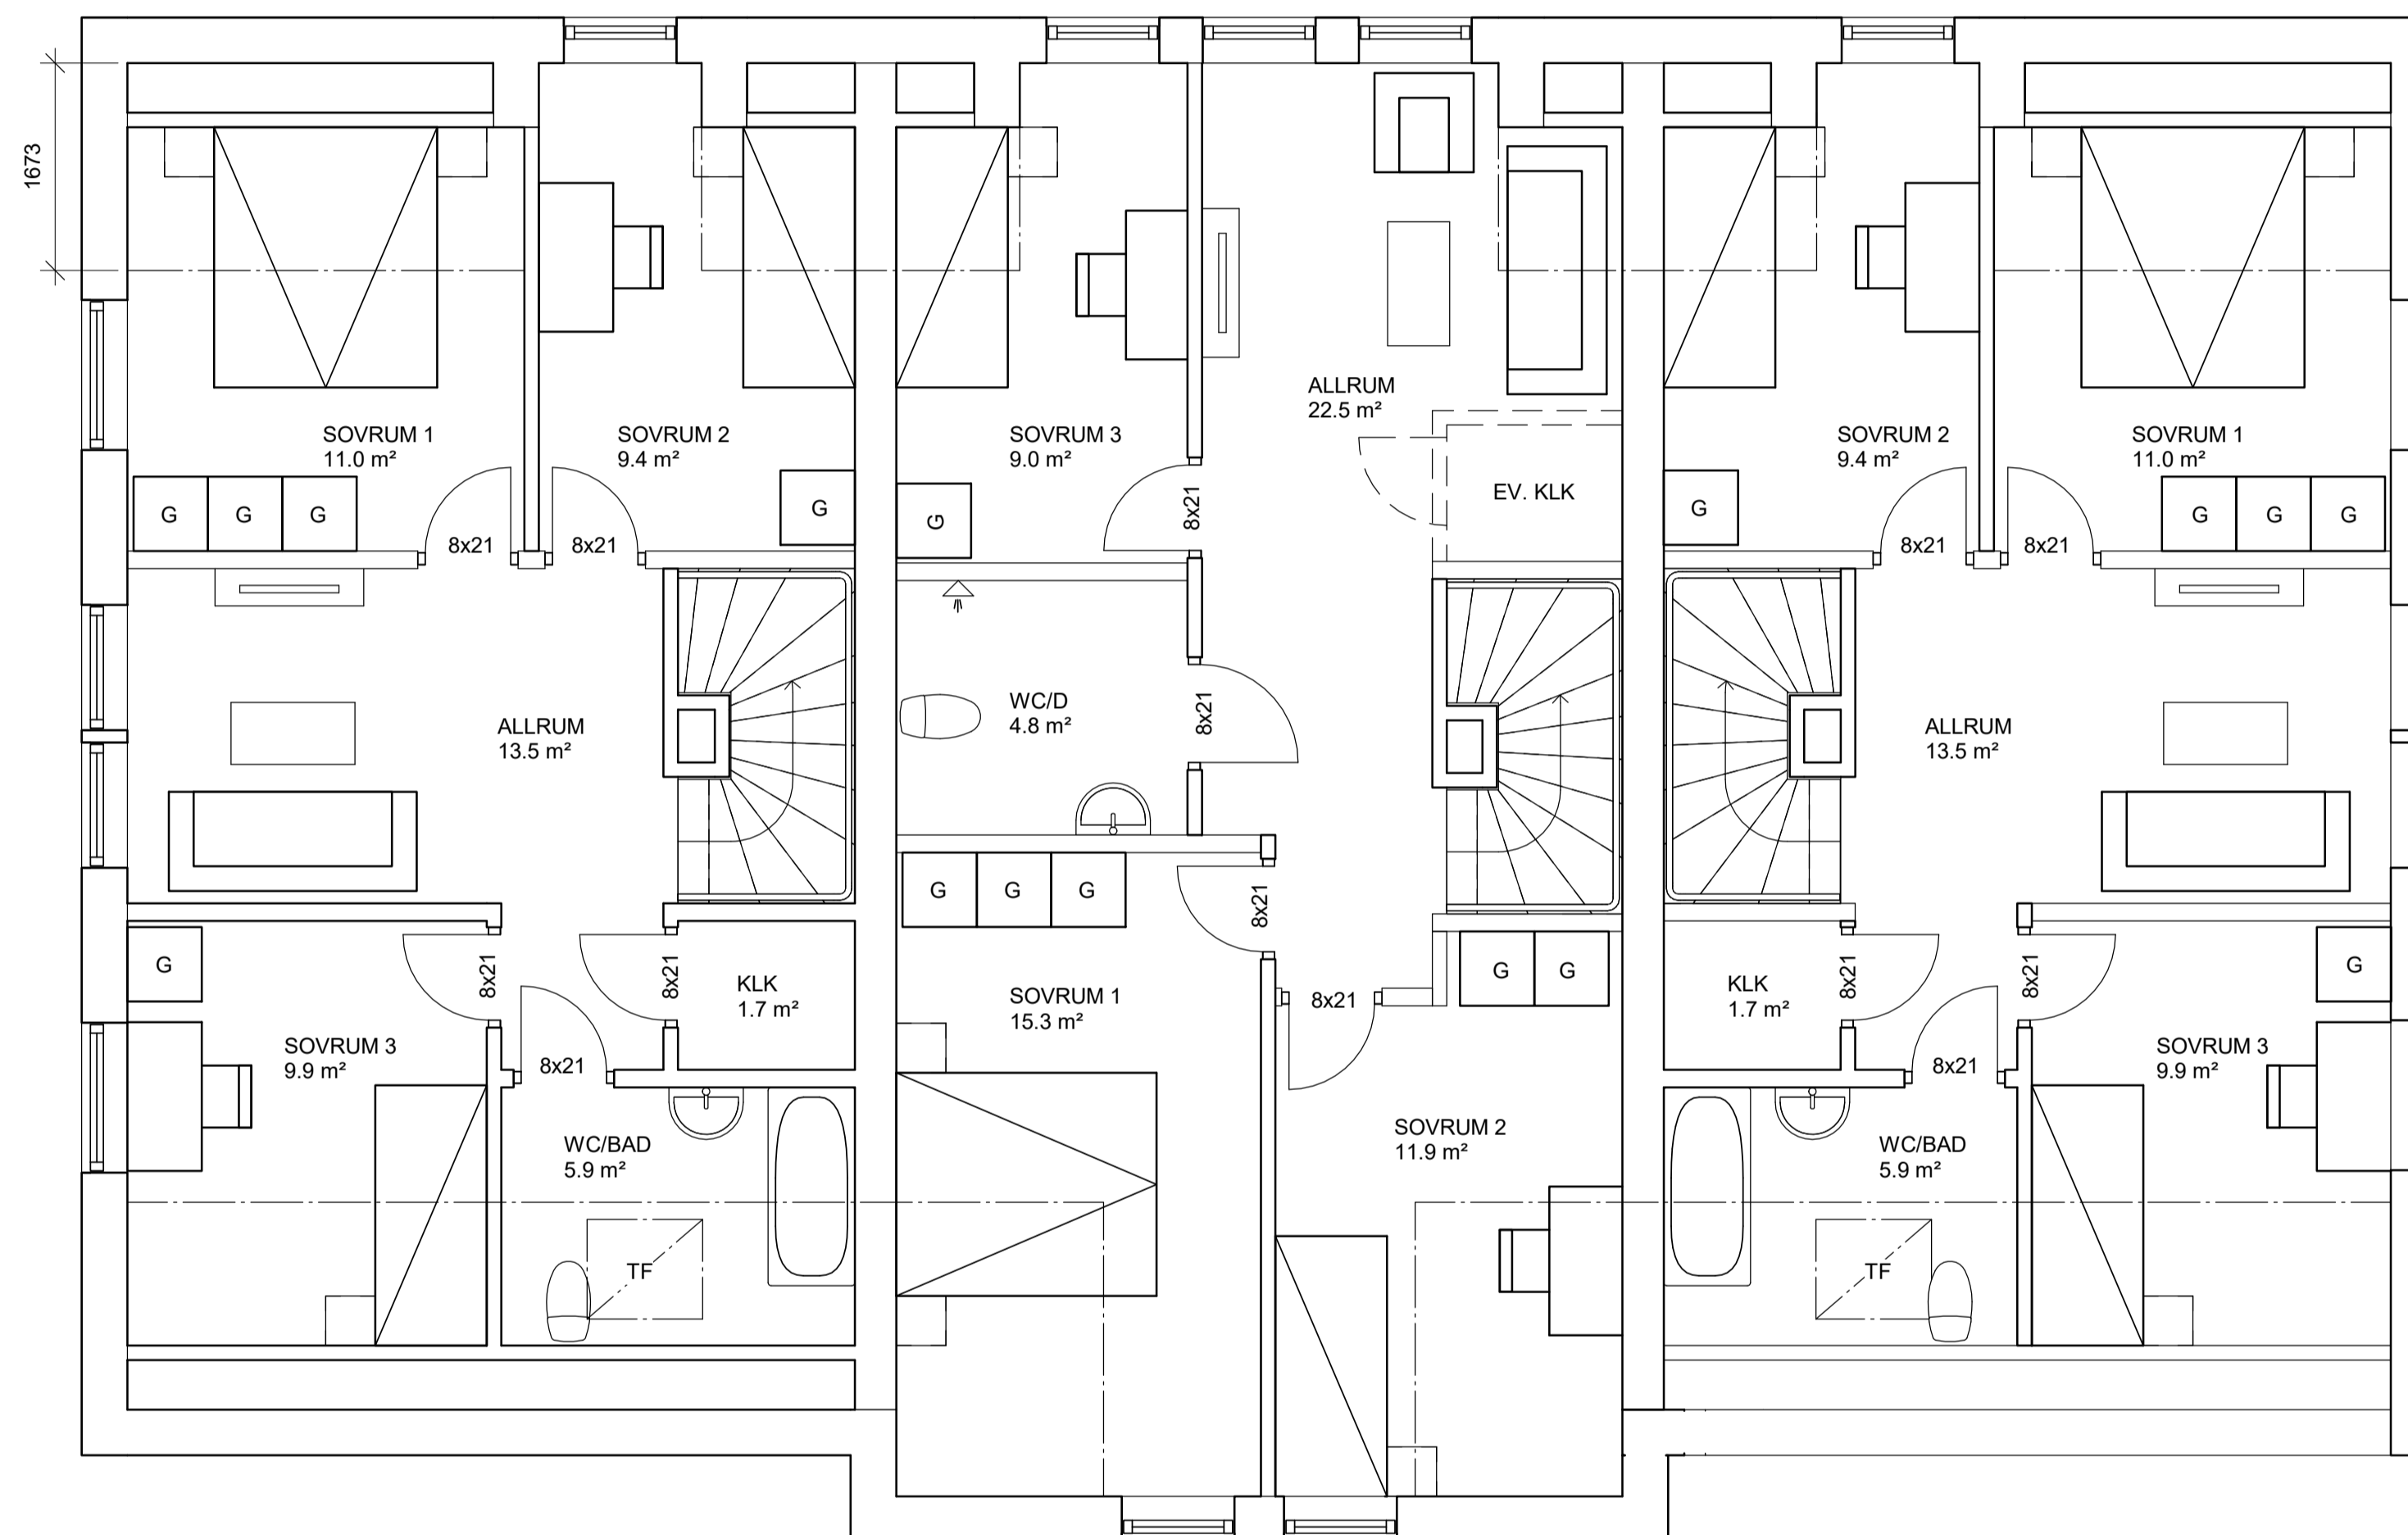 1673
SOVRUM 1
11.0 m²
SOVRUM 2
9.4 m²
SOVRUM 3
9.0 m²
ALLRUM
22.5 m²
SOVRUM 2
9.4 m²
SOVRUM 1
11.0 m²
EV. KLK
G
G
G
8x21
8x21
G
G
8x21
G
8x21
8x21
G
G
G
ALLRUM
13.5 m²
WC/D
4.8 m²
8x21
ALLRUM
13.5 m²
G
G
G
8x21
G
8x21
8x21
KLK
1.7 m²
SOVRUM 1
15.3 m²
8x21
G
G
KLK
1.7 m²
8x21
8x21
G
SOVRUM 3
9.9 m²
8x21
WC/BAD
5.9 m²
TF
SOVRUM 2
11.9 m²
8x21
WC/BAD
5.9 m²
TF
SOVRUM 3
9.9 m²